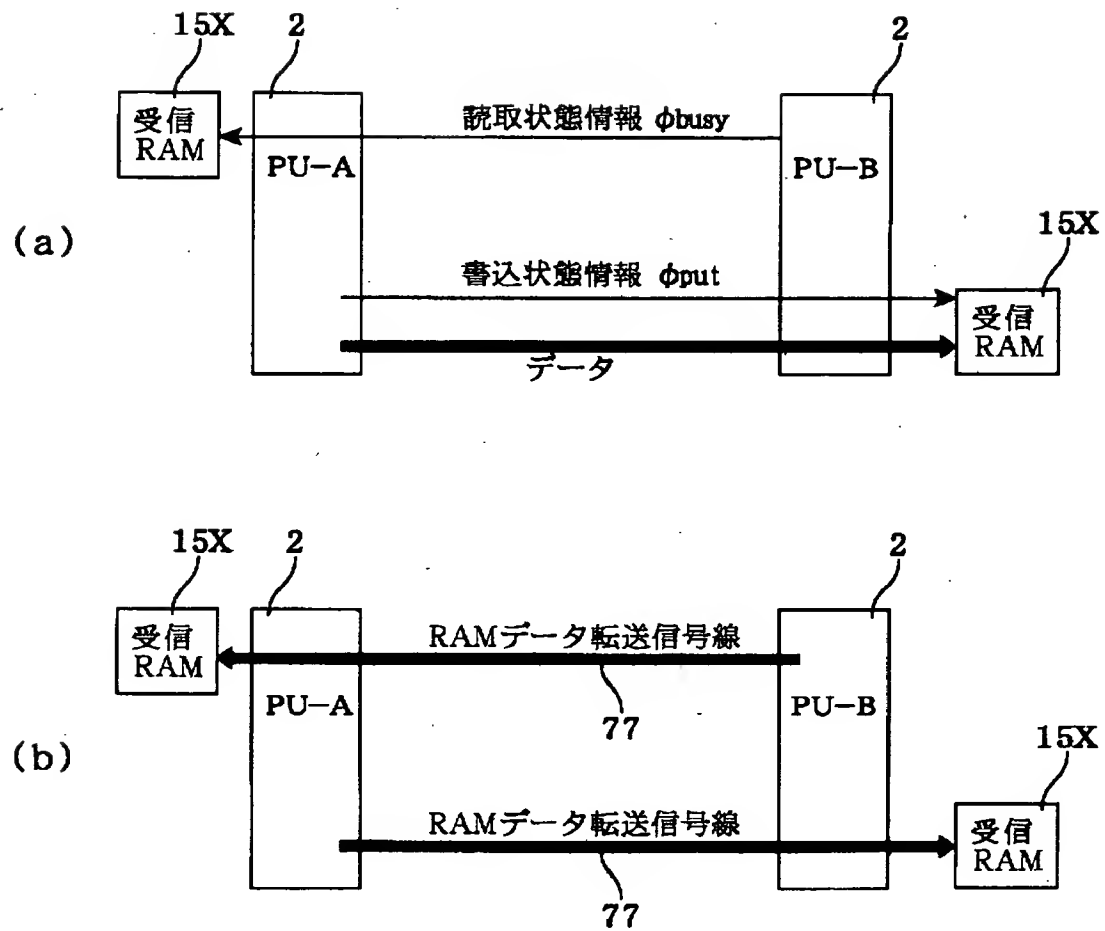 15X
2
2
受信
RAM
読取状態情報 φbusy
PU-A
PU-B
(a)
15X
書込状態情報 φput
受信
RAM
データ
15X
2
2
受信
RAM
RAMデータ転送信号線
PU-A
77
PU-B
15X
(b)
RAMデータ転送信号線
受信
RAM
77